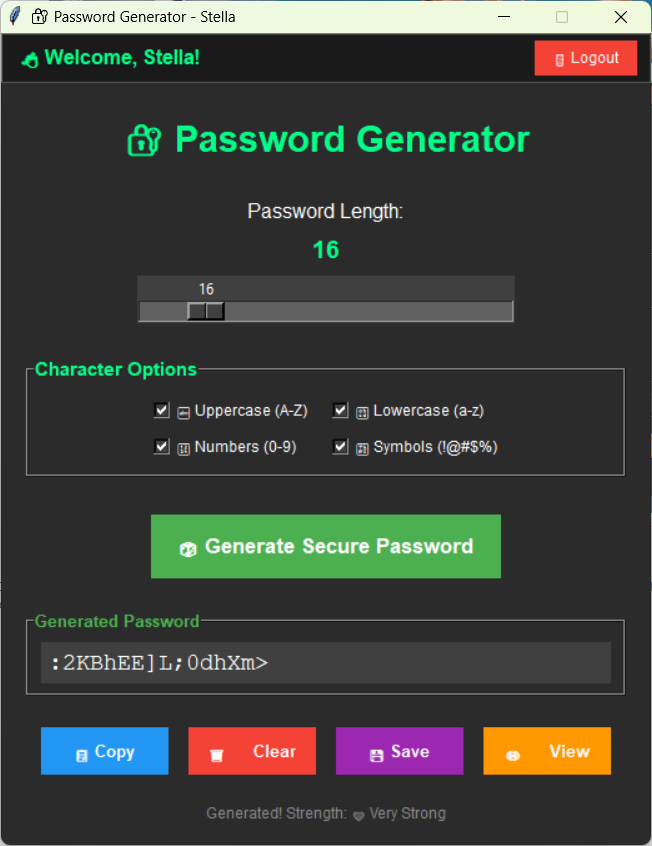 Password Generator - Stella
Welcome, Stella!
Logout
Password Generator
Password Length:
16
16
Character Options
Uppercase (A-Z) Lowercase (a-z)
Numbers (0-9) Symbols (!@#$%)
Generate Secure Password
Generated Password
:2KBhEE]L;0dhXm>
Copy Clear Save View
Generated! Strength: Very Strong